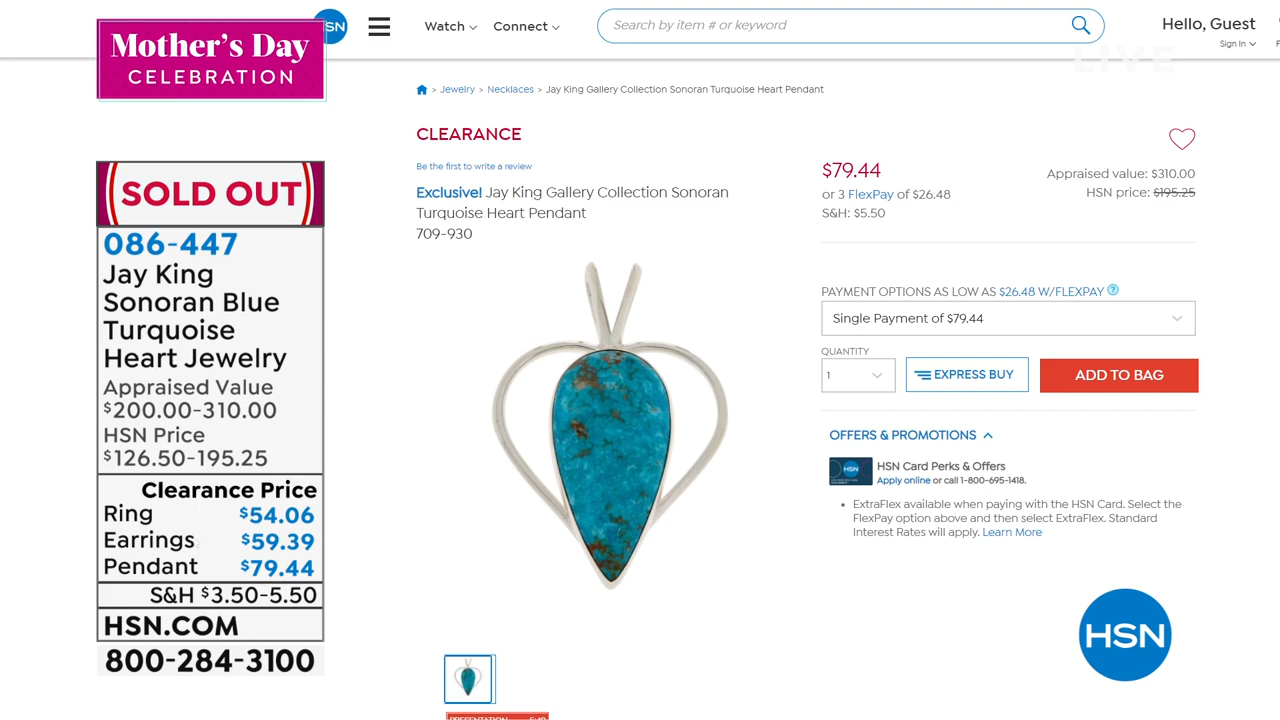 Mother's Day
CELEBRATION
SN
Watch
Connect
Search by item # or keyword
Hello, Guest
Sign In
LIVE
Jewelry > Necklaces > Jay King Gallery Collection Sonoran Turquoise Heart Pendant
SOLD OUT
086-447
Jay King
Sonoran Blue
Turquoise
Heart Jewelry
Appraised Value
$200.00-310.00
HSN Price
$126.50-195.25
Clearance Price
Ring $54.06
Earrings $59.39
Pendant $79.44
S&H $3.50-5.50
HSN.COM
800-284-3100
CLEARANCE
Be the first to write a review
Exclusive! Jay King Gallery Collection Sonoran
Turquoise Heart Pendant
709-930
$79.44
or 3 FlexPay of $26.48
S&H: $5.50
Appraised value: $310.00
HSN price: $195.25
PAYMENT OPTIONS AS LOW AS $26.48 W/FLEXPAY ?
Single Payment of $79.44
QUANTITY
1
EXPRESS BUY
ADD TO BAG
OFFERS & PROMOTIONS
HSN
HSN Card Perks & Offers
Apply online or call 1-800-695-1418.
• ExtraFlex available when paying with the HSN Card. Select the
FlexPay option above and then select ExtraFlex. Standard
Interest Rates will apply. Learn More
HSN